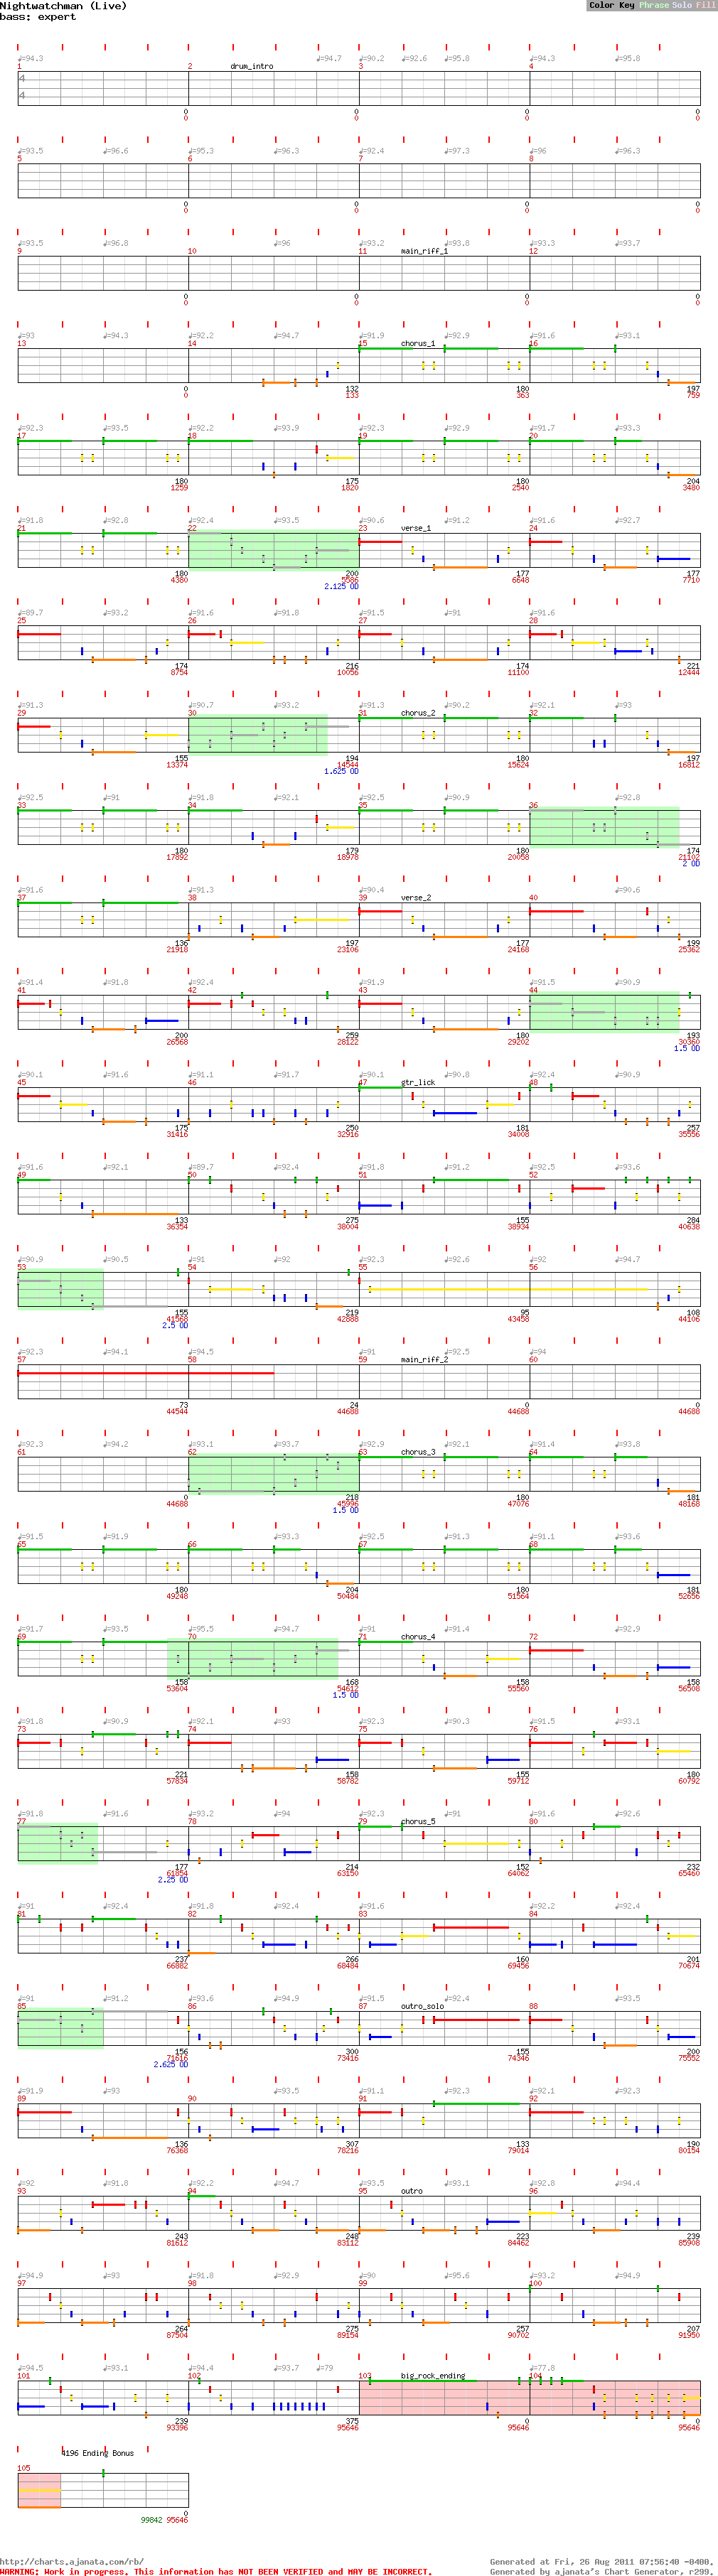 Nightwatchman (Live)
Color Key Phrase Solo Fill
bass: expert
♩=94.3 ♩=94.7 ♩=90.2 ♩=92.6 ♩=95.8 ♩=94.3 ♩=95.8
1 2 drum_intro 3 4
4
4
0 0 0 0
0 0 0 0
♩=93.5 ♩=96.6 ♩=95.3 ♩=96.3 ♩=92.4 ♩=97.3 ♩=96 ♩=96.3
5 6 7 8
0 0 0 0
0 0 0 0
♩=93.5 ♩=96.8 ♩=96 ♩=93.2 ♩=93.8 ♩=93.3 ♩=93.7
9 10 11 main_riff_1 12
0 0 0 0
0 0 0 0
♩=93 ♩=94.3 ♩=92.2 ♩=94.7 ♩=91.9 ♩=92.9 ♩=91.6 ♩=93.1
13 14 15 chorus_1 16
0 132 180 197
0 133 363 759
♩=92.3 ♩=93.5 ♩=92.2 ♩=93.9 ♩=92.3 ♩=92.9 ♩=91.7 ♩=93.3
17 18 19 20
180 175 180 204
1259 1820 2540 3480
♩=91.8 ♩=92.8 ♩=92.4 ♩=93.5 ♩=90.6 ♩=91.2 ♩=91.6 ♩=92.7
21 22 23 verse_1 24
180 200 177 177
4380 5586 6648 7710
2.125 OD
♩=89.7 ♩=93.2 ♩=91.6 ♩=91.8 ♩=91.5 ♩=91 ♩=91.6
25 26 27 28
174 216 174 221
8754 10056 11100 12444
♩=91.3 ♩=90.7 ♩=93.2 ♩=91.3 ♩=90.2 ♩=92.1 ♩=93
29 30 31 chorus_2 32
155 194 180 197
13374 14544 15624 16812
1.625 OD
♩=92.5 ♩=91 ♩=91.8 ♩=92.1 ♩=92.5 ♩=90.9 ♩=92.8
33 34 35 36
180 179 180 174
17892 18978 20058 21102
2 OD
♩=91.6 ♩=91.3 ♩=90.4 ♩=90.6
37 38 39 verse_2 40
136 197 177 199
21918 23106 24168 25362
♩=91.4 ♩=91.8 ♩=92.4 ♩=91.9 ♩=91.5 ♩=90.9
41 42 43 44
200 259 180 193
26568 28122 29202 30360
1.5 OD
♩=90.1 ♩=91.6 ♩=91.1 ♩=91.7 ♩=90.1 ♩=90.8 ♩=92.4 ♩=90.9
45 46 47 gtr_lick 48
175 250 181 257
31416 32916 34008 35556
♩=91.6 ♩=92.1 ♩=89.7 ♩=92.4 ♩=91.8 ♩=91.2 ♩=92.5 ♩=93.6
49 50 51 52
133 275 155 284
36354 38004 38934 40638
♩=90.9 ♩=90.5 ♩=91 ♩=92 ♩=92.3 ♩=92.6 ♩=92 ♩=94.7
53 54 55 56
155 219 95 108
41568 42888 43458 44106
2.5 OD
♩=92.3 ♩=94.1 ♩=94.5 ♩=91 ♩=92.5 ♩=94
57 58 59 main_riff_2 60
73 24 0 0
44544 44688 44688 44688
♩=92.3 ♩=94.2 ♩=93.1 ♩=93.7 ♩=92.9 ♩=92.1 ♩=91.4 ♩=93.8
61 62 63 chorus_3 64
0 218 180 181
44688 45996 47076 48168
1.5 OD
♩=91.5 ♩=91.9 ♩=92 ♩=93.3 ♩=92.5 ♩=91.3 ♩=91.1 ♩=93.6
65 66 67 68
180 204 180 181
49248 50484 51564 52656
♩=91.7 ♩=93.5 ♩=95.5 ♩=94.7 ♩=91 ♩=91.4 ♩=92.9
69 70 71 chorus_4 72
158 168 158 158
53604 54612 55560 56508
1.5 OD
♩=91.8 ♩=90.9 ♩=92.1 ♩=93 ♩=92.3 ♩=90.3 ♩=91.5 ♩=93.1
73 74 75 76
221 158 155 180
57834 58782 59712 60792
♩=91.8 ♩=91.6 ♩=93.2 ♩=94 ♩=92.9 ♩=91 ♩=91.6 ♩=92.6
77 78 79 chorus_5 80
177 214 152 232
61854 63150 64062 65460
2.25 OD
♩=91 ♩=92.4 ♩=91.8 ♩=92.4 ♩=91.6 ♩=92.2 ♩=94.4
81 82 83 84
237 266 160 201
66882 68484 69456 70674
♩=91 ♩=91.2 ♩=93.6 ♩=94.9 ♩=91.5 ♩=92.4 ♩=93.5
85 86 87 outro_solo 88
156 300 155 200
71616 73416 74346 75552
2.625 OD
♩=91.9 ♩=93 ♩=93.5 ♩=91.1 ♩=92.3 ♩=92.1 ♩=92.3
89 90 91 92
136 307 133 190
76368 78216 79014 80154
♩=92 ♩=91.8 ♩=92.2 ♩=94.7 ♩=93.5 ♩=93.1 ♩=92.8 ♩=94.4
93 94 95 outro 96
243 248 223 239
81612 83112 84462 85908
♩=94.9 ♩=93 ♩=91.8 ♩=92.9 ♩=90 ♩=95.6 ♩=93.2 ♩=94.9
97 98 99 100
264 275 257 207
87504 89154 90702 91950
♩=94.5 ♩=93.1 ♩=94.4 ♩=93.7 ♩=79 ♩=77.8
101 102 103 big_rock_ending 104
239 375 0 0
93396 95646 95646 95646
4196 Ending Bonus
105
0
99842 95646
http://charts.ajanata.com/rb/
Generated at Fri, 26 Aug 2011 07:56:40 -0400.
WARNING: Work in progress. This information has NOT BEEN VERIFIED and MAY BE INCORRECT.
Generated by ajanata's Chart Generator, r299.